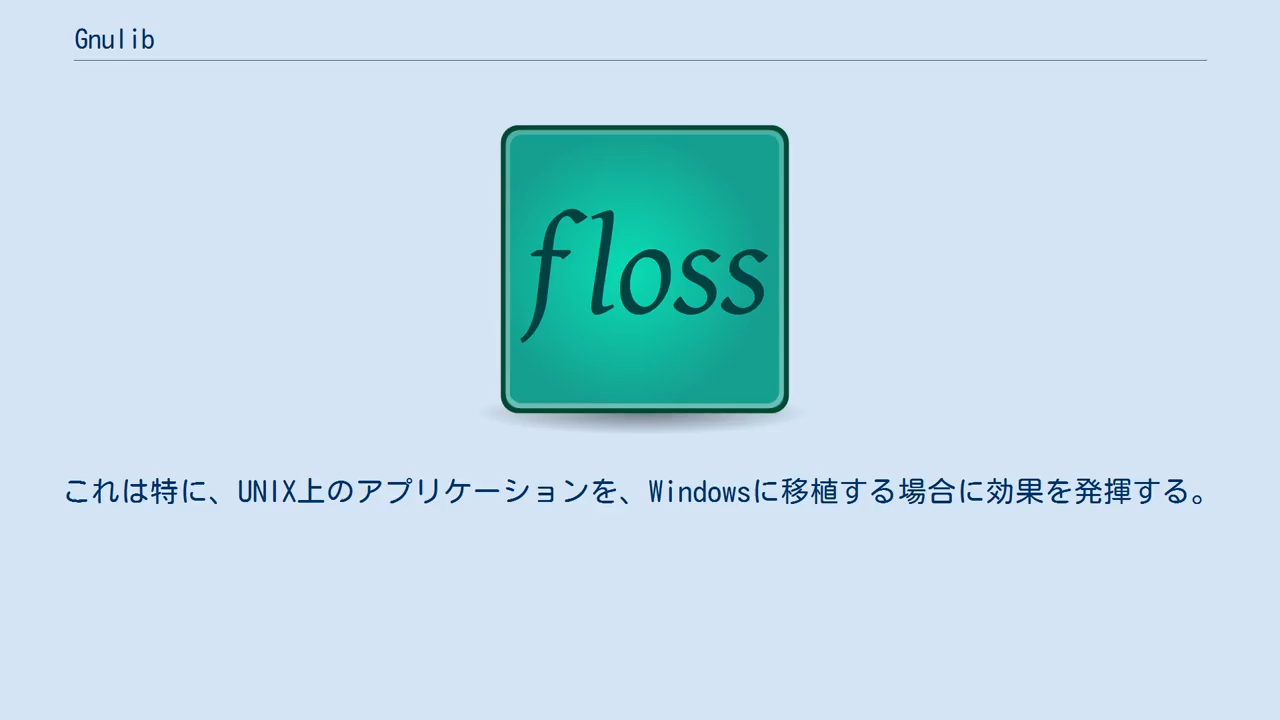 Gnulib
floss
これは特に、UNIX上のアプリケーションを、Windowsに移植する場合に効果を発揮する。